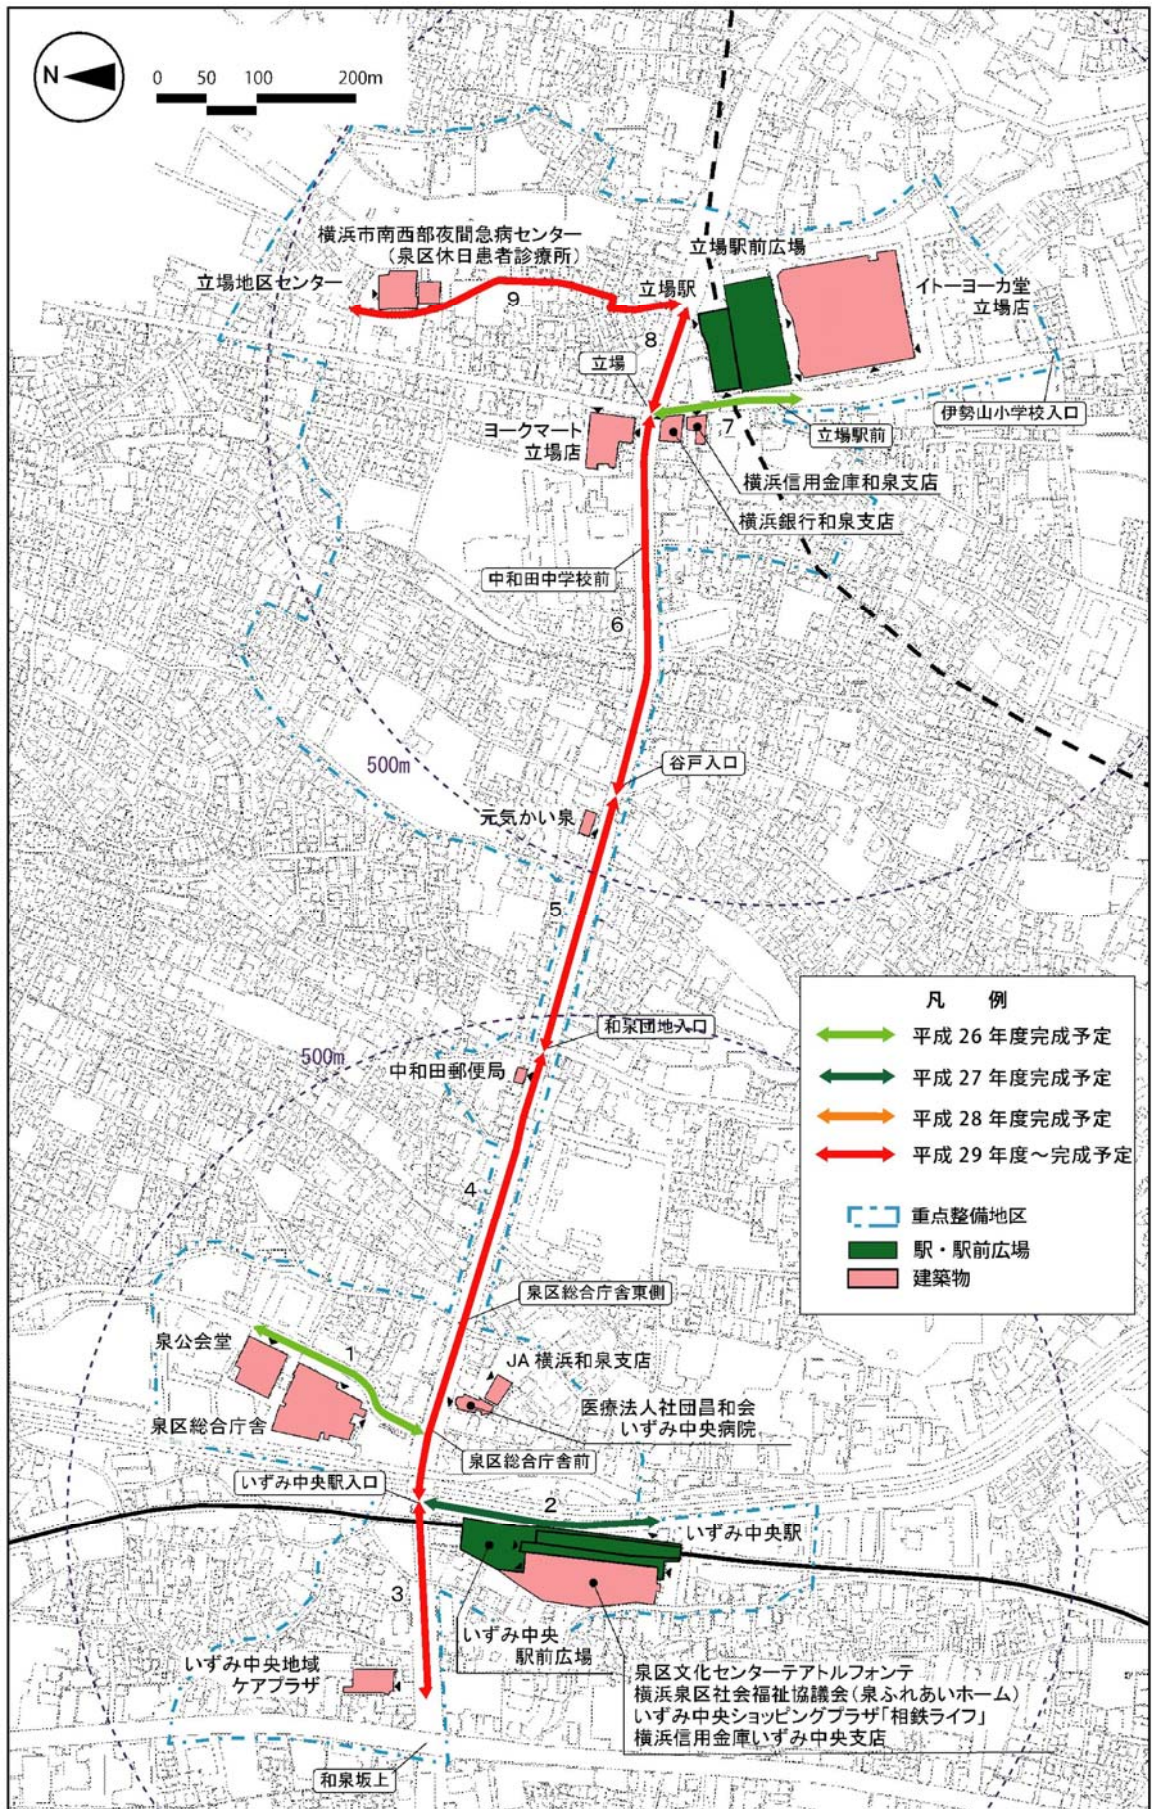 N
0 50 100 200m
横浜市南西部夜間急病センター
（泉区休日患者診療所）
立場地区センター
9
立場駅
立場駅前広場
イトーヨーカ堂
立場店
8
立場
ヨークマート
立場店
7
立場駅前
伊勢山小学校入口
横浜信用金庫和泉支店
横浜銀行和泉支店
中和田中学校前
6
500m
谷戸入口
元気かい泉
5
和泉団地入口
500m
中和田郵便局
4
凡 例
平成 26 年度完成予定
平成 27 年度完成予定
平成 28 年度完成予定
平成 29 年度～完成予定
重点整備地区
駅・駅前広場
建築物
泉区総合庁舎東側
泉公会堂
1
JA 横浜和泉支店
泉区総合庁舎
医療法人社団昌和会
いずみ中央病院
泉区総合庁舎前
いずみ中央駅入口
2
いずみ中央駅
3
いずみ中央
駅前広場
いずみ中央地域
ケアプラザ
泉区文化センターテアトルフォンテ
横浜泉区社会福祉協議会（泉ふれあいホーム）
いずみ中央ショッピングプラザ「相鉄ライフ」
横浜信用金庫いずみ中央支店
和泉坂上